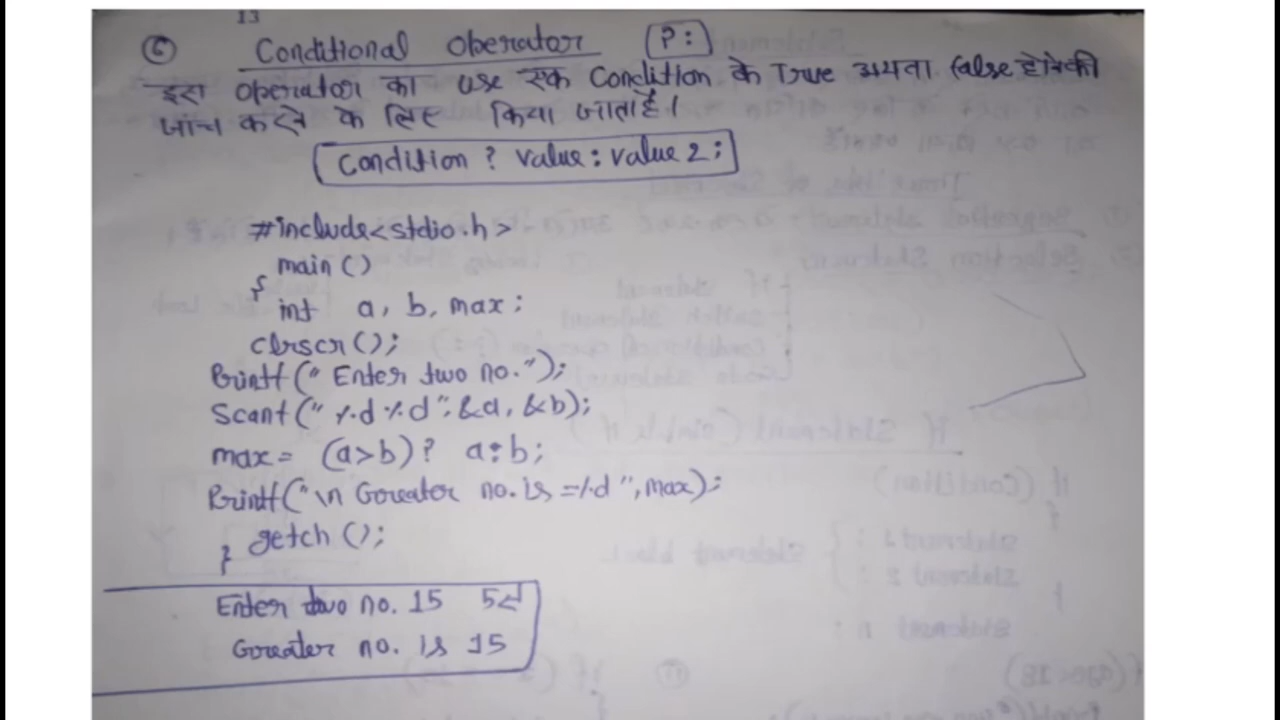 13
⑥ Conditional Operator (?:)
इस operator का use एक Condition के True अथवा false होने की
जांच करने के लिए किया जाता है।
Condition ? value : value 2 ;
#include<stdio.h>
main ()
{
int a, b, max ;
clrscr ();
Printf (" Enter two no. ");
Scanf (" %d %d ", &a, &b);
max = (a>b) ? a : b;
Printf (" \n Greater no. is = %d ", max);
getch ();
}
Enter two no. 15
Greater no. is 15